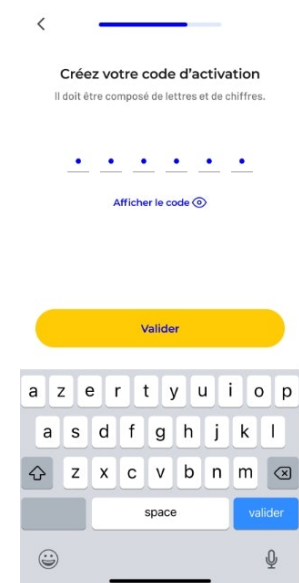 Créez votre code d'activation
Il doit être composé de lettres et de chiffres.
Afficher le code
Valider
a z e r t y u i o p
a s d f g h j k l
z x c v b n m
space valider